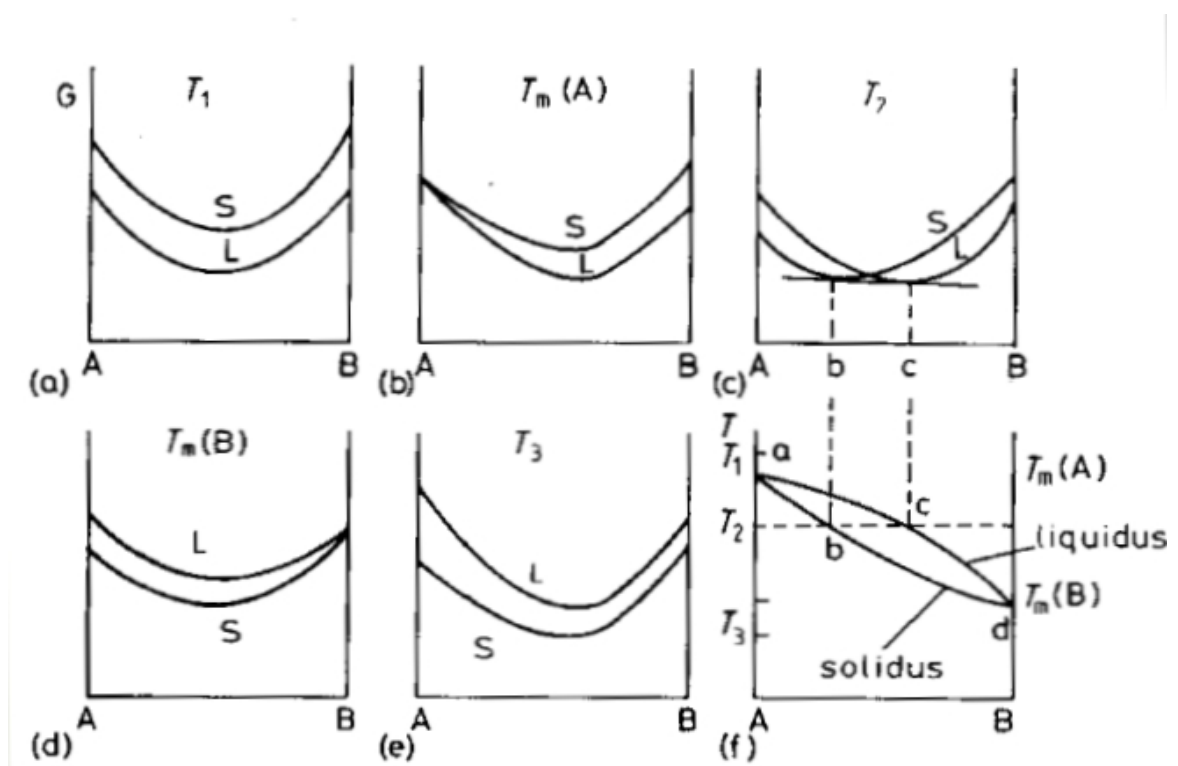 G
T₁
S
L
A
B
(a)
Tₘ (A)
S
L
A
B
(b)
T₂
S
L
A
b
c
B
(c)
Tₘ(B)
L
S
A
B
(d)
T₃
L
S
A
B
(e)
T
T₁
a
Tₘ(A)
T₂
c
b
liquidus
Tₘ(B)
T₃
d
solidus
A
B
(f)